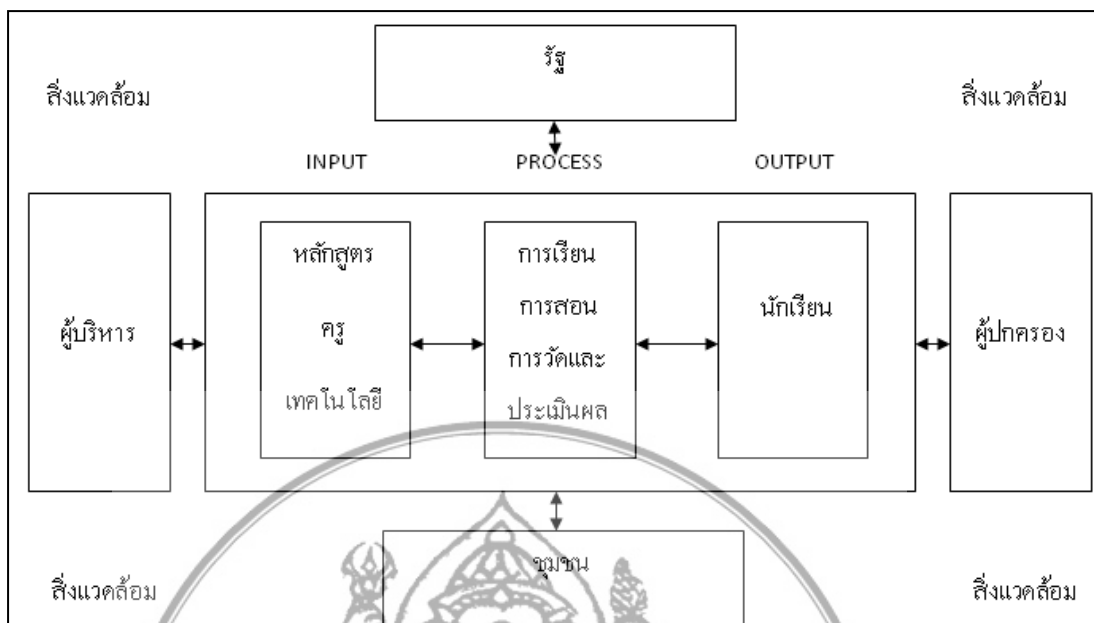 รัฐ
สิ่งแวดล้อม
สิ่งแวดล้อม
INPUT
PROCESS
OUTPUT
ผู้บริหาร
หลักสูตร
ครู
เทคโนโลยี
การเรียน
การสอน
การวัดและ
ประเมินผล
นักเรียน
ผู้ปกครอง
ชุมชน
สิ่งแวดล้อม
สิ่งแวดล้อม